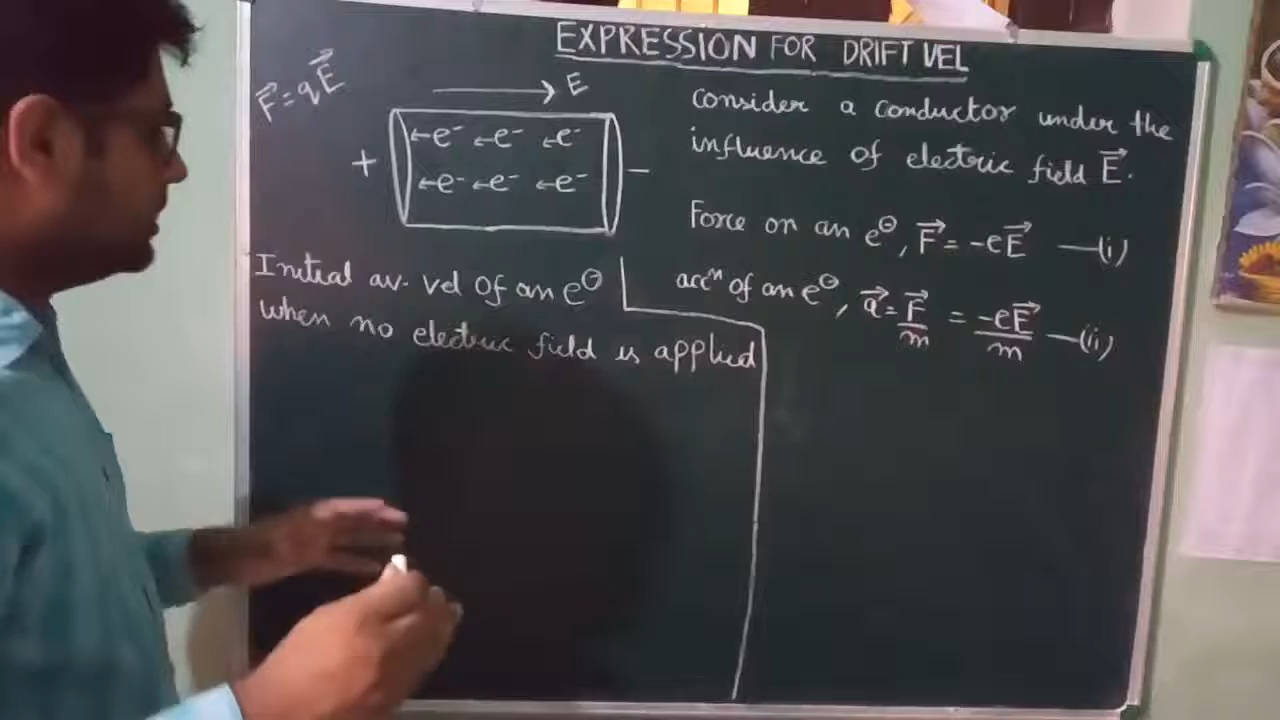 EXPRESSION FOR DRIFT VEL
F⃗ = qE⃗
→ E
+ ←e⁻ ←e⁻ ←e⁻ −
←e⁻ ←e⁻ ←e⁻
Consider a conductor under the
influence of electric field E⃗.
Force on an e⊖, F⃗ = -eE⃗ —(i)
accⁿ of an e⊖, a⃗ = F⃗/m = -eE⃗/m —(ii)
Initial av. vel of an e⊖
when no electric field is applied